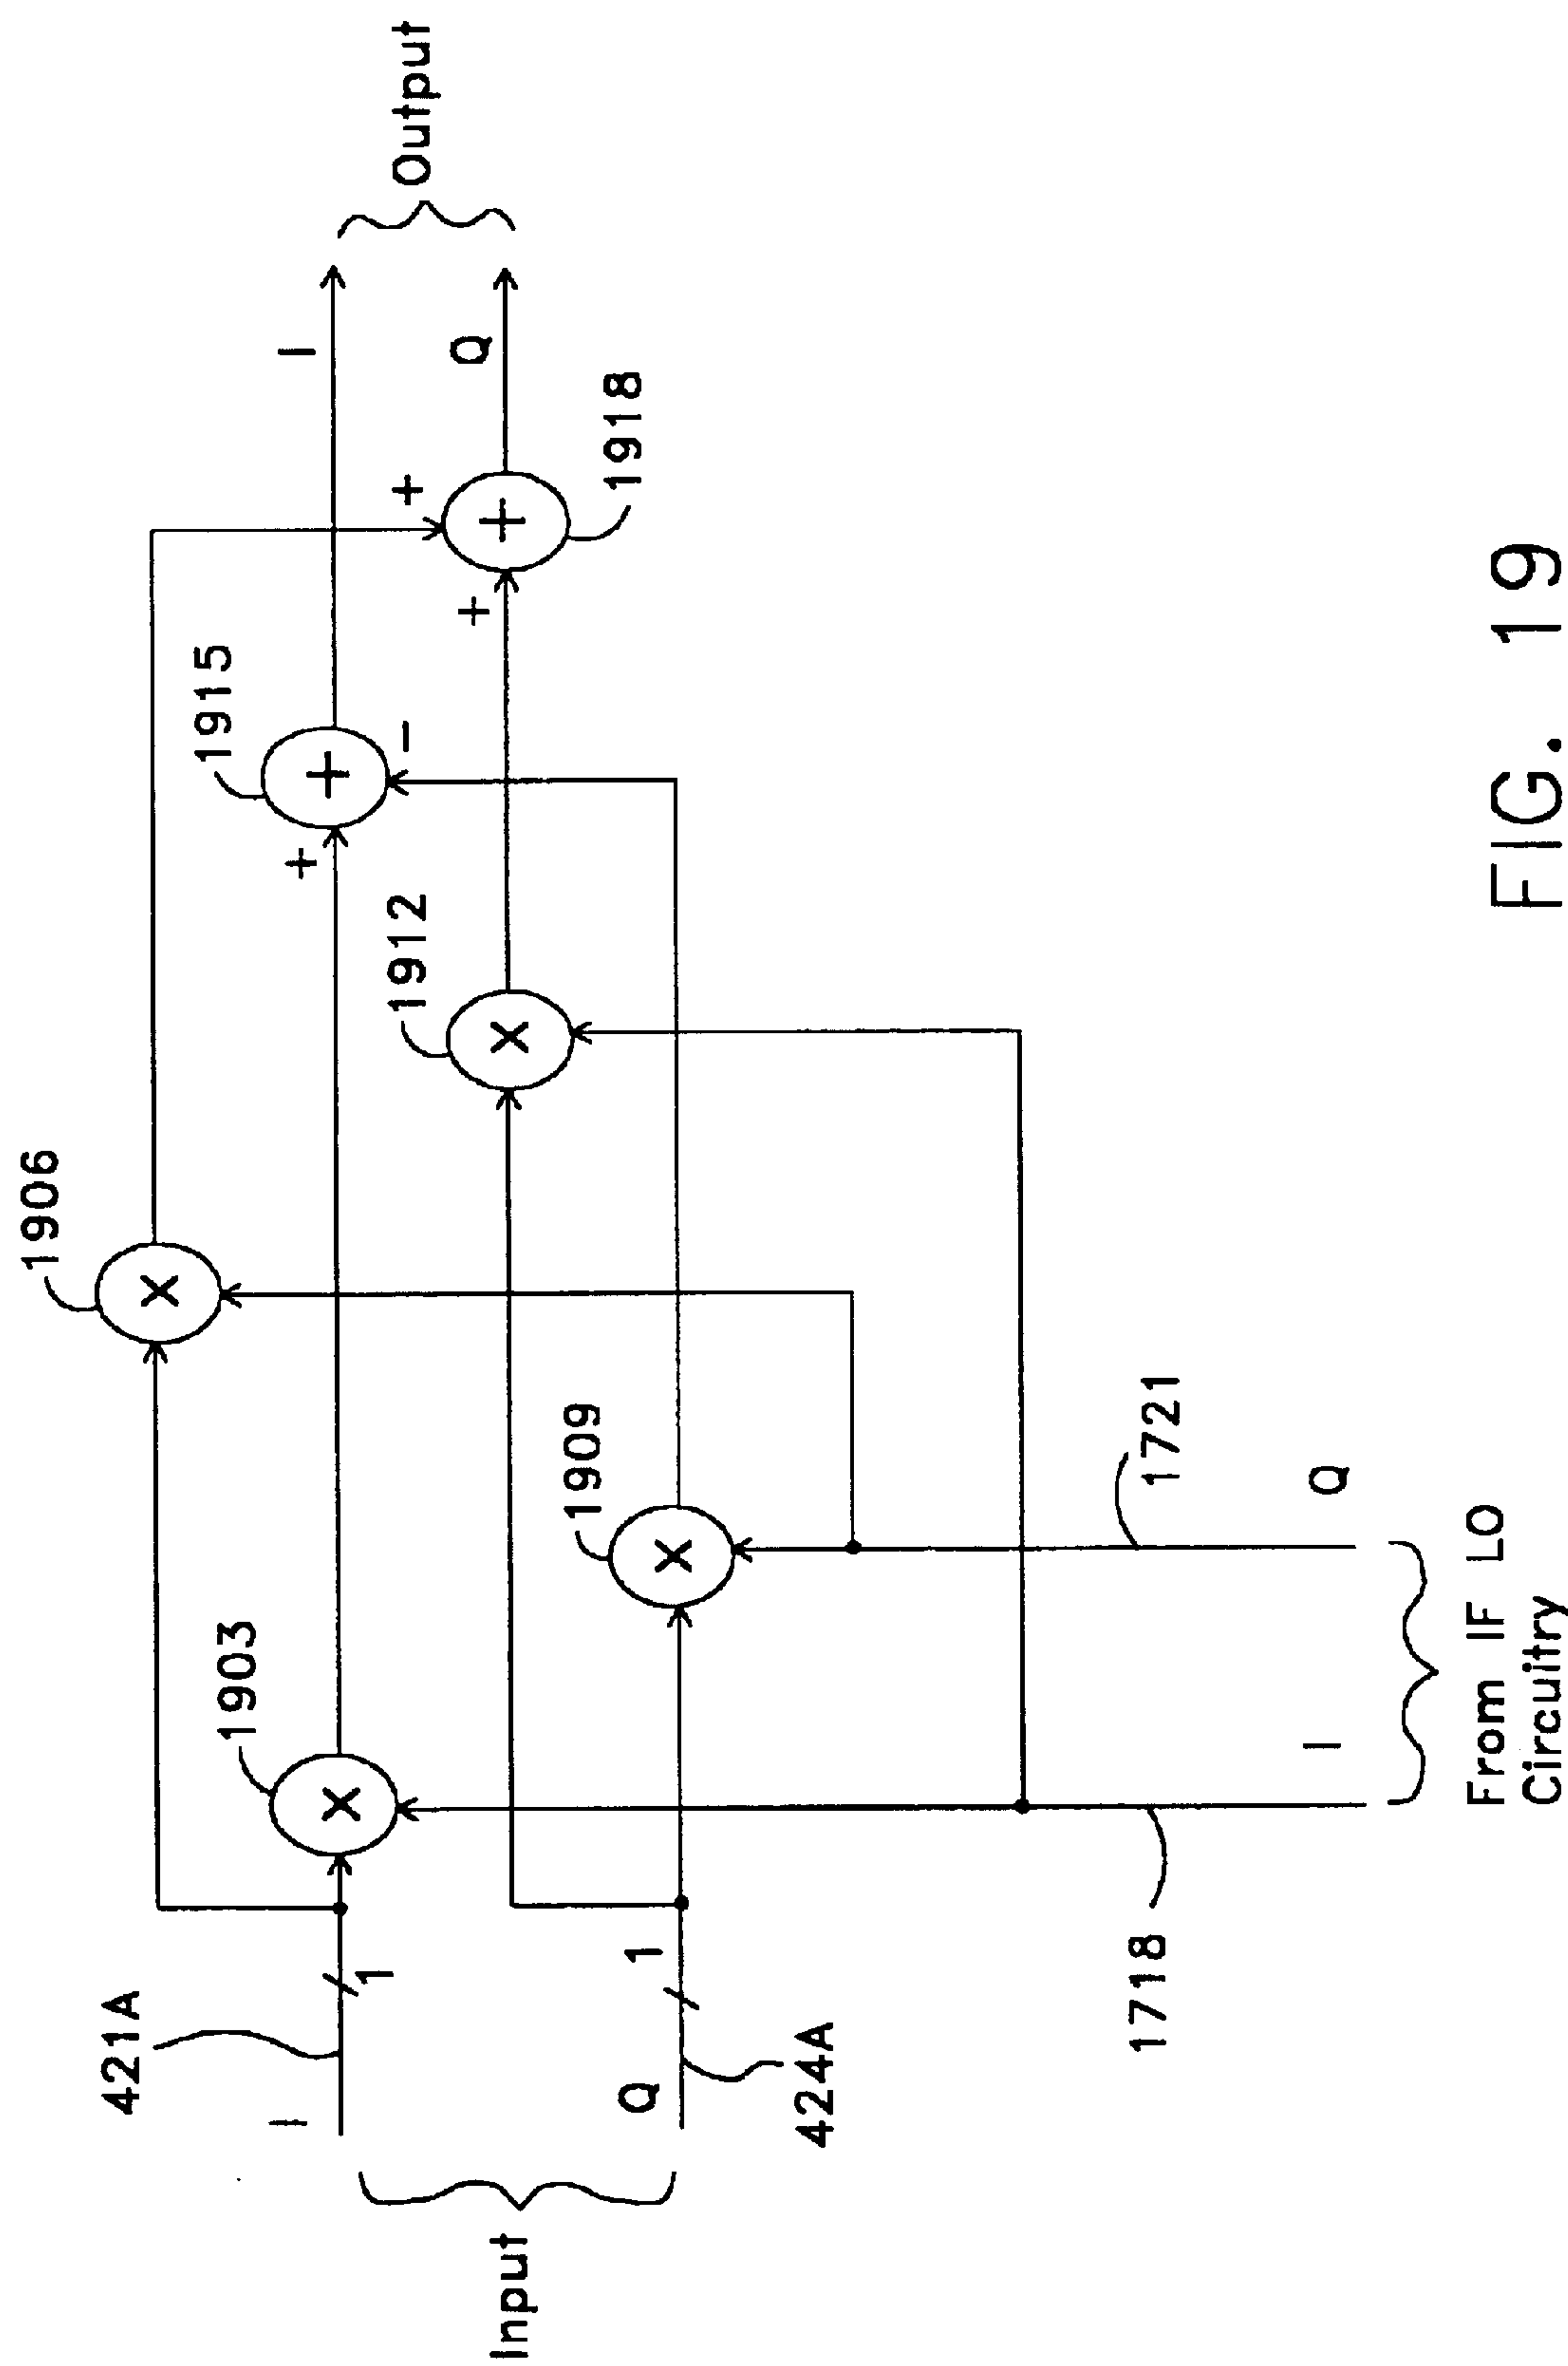 1906
1915
421A
1903
I
I
×
+
+
1
×
Output
1912
−
+
Q
Input
1909
×
+
+
Q
1
×
1918
424A
1718
1721
I
Q
From IF LO
Circuitry
FIG. 19